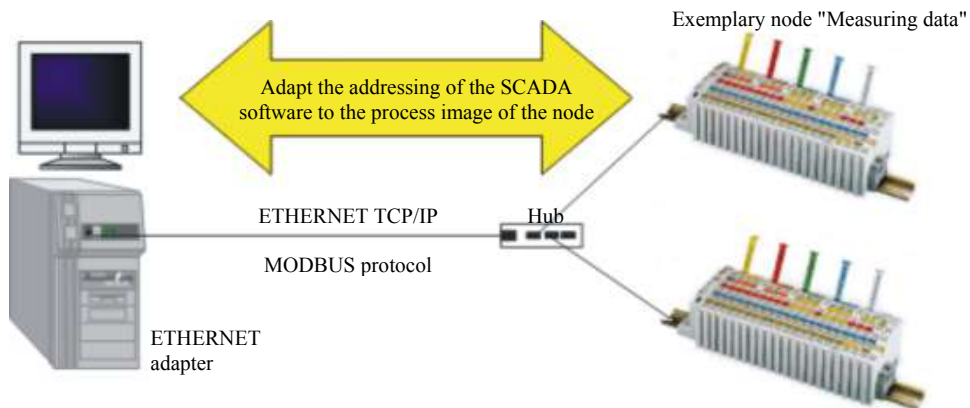 Exemplary node "Measuring data"
Adapt the addressing of the SCADA
software to the process image of the node
ETHERNET TCP/IP
Hub
MODBUS protocol
ETHERNET
adapter